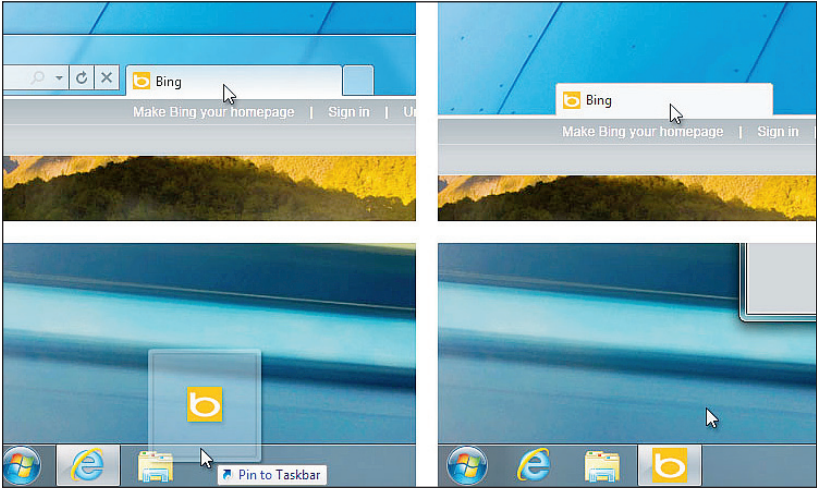 Bing
Make Bing your homepage | Sign in | U
Bing
Make Bing your homepage | Sign in |
Pin to Taskbar